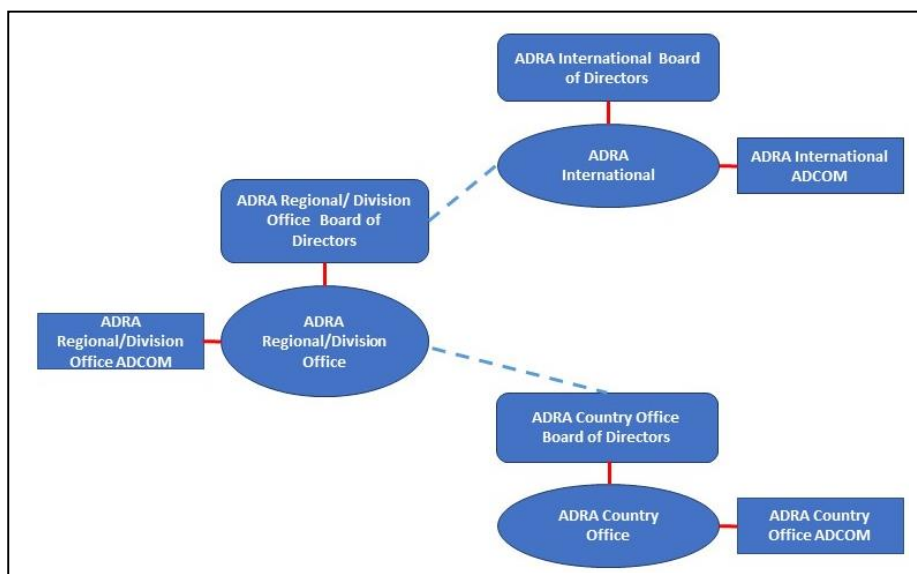 ADRA International Board
of Directors
ADRA
International
ADRA International
ADCOM
ADRA Regional/ Division
Office Board of
Directors
ADRA
Regional/Division
Office ADCOM
ADRA
Regional/Division
Office
ADRA Country Office
Board of Directors
ADRA Country
Office
ADRA Country
Office ADCOM